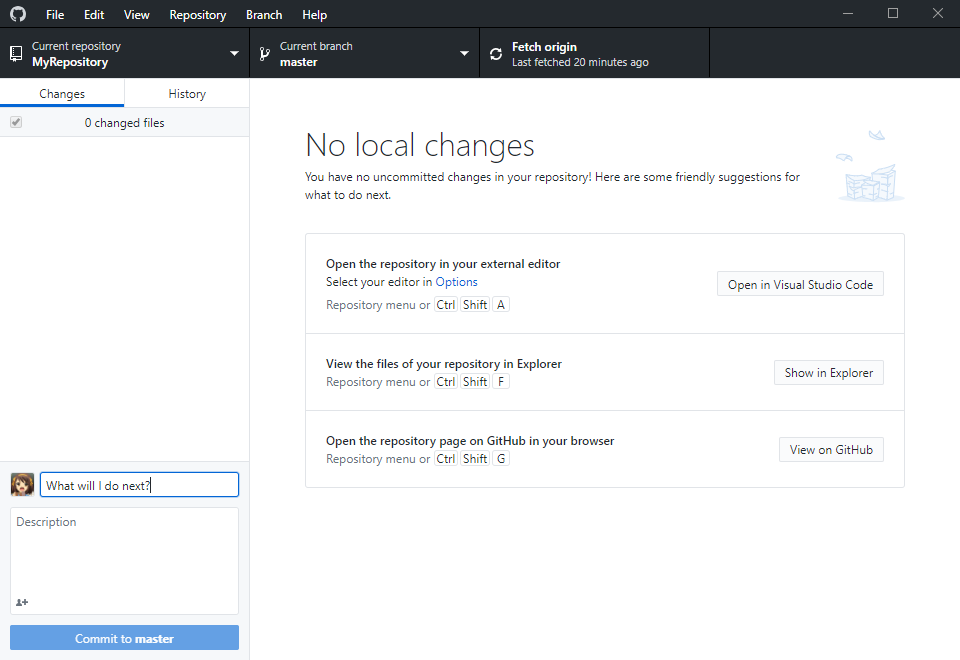 File Edit View Repository Branch Help
Current repository
MyRepository
Current branch
master
Fetch origin
Last fetched 20 minutes ago
Changes History
0 changed files
No local changes
You have no uncommitted changes in your repository! Here are some friendly suggestions for
what to do next.
Open the repository in your external editor
Select your editor in Options
Repository menu or Ctrl Shift A
Open in Visual Studio Code
View the files of your repository in Explorer
Repository menu or Ctrl Shift F
Show in Explorer
Open the repository page on GitHub in your browser
Repository menu or Ctrl Shift G
View on GitHub
What will I do next?
Description
Commit to master